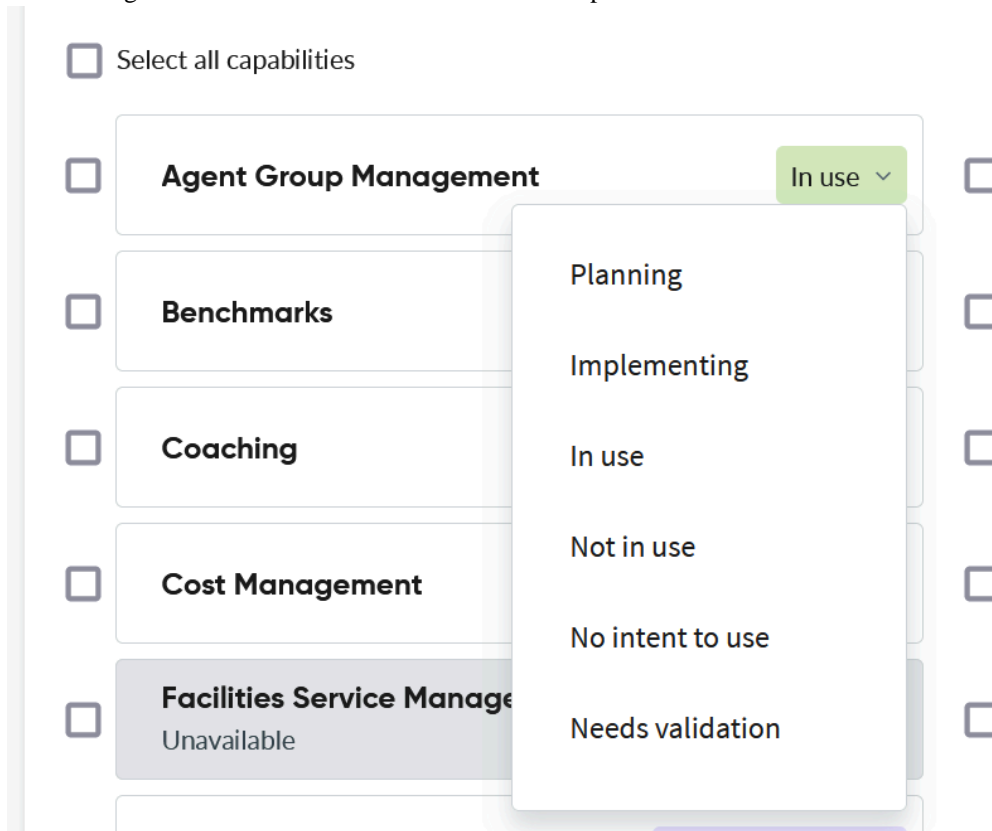 Select all capabilities
Agent Group Management
In use
Planning
Benchmarks
Implementing
Coaching
In use
Not in use
Cost Management
No intent to use
Facilities Service Manage
Unavailable
Needs validation